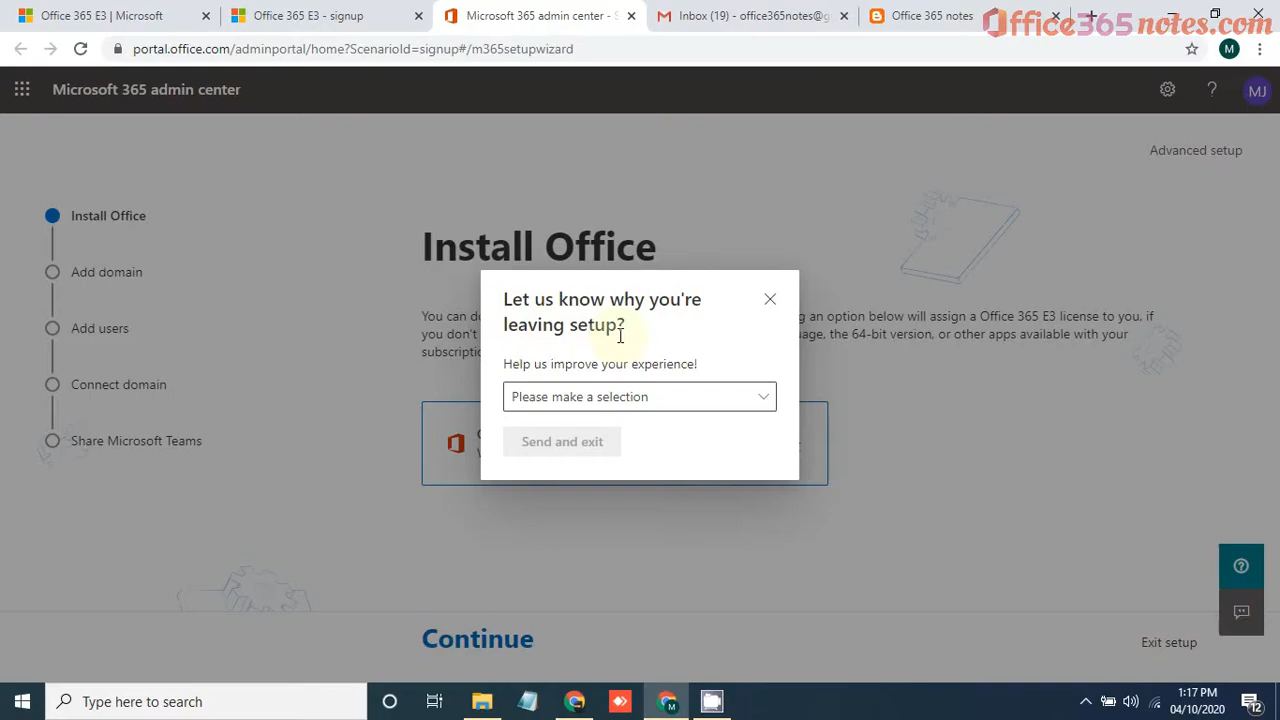 Office 365 E3 | Microsoft
Office 365 E3 - signup
Microsoft 365 admin center -
Inbox (19) - office365notes@g
Office 365 notes
Office365notes.com
portal.office.com/adminportal/home?ScenarioId=signup#/m365setupwizard
M
Microsoft 365 admin center
?
MJ
Advanced setup
Install Office
Add domain
Add users
Connect domain
Share Microsoft Teams
Install Office
You can do
ng an option below will assign a Office 365 E3 license to you, if
you don't
uage, the 64-bit version, or other apps available with your
subscriptio
Let us know why you're
leaving setup?
Help us improve your experience!
Please make a selection
Send and exit
Continue
Exit setup
Type here to search
1:17 PM
04/10/2020
12